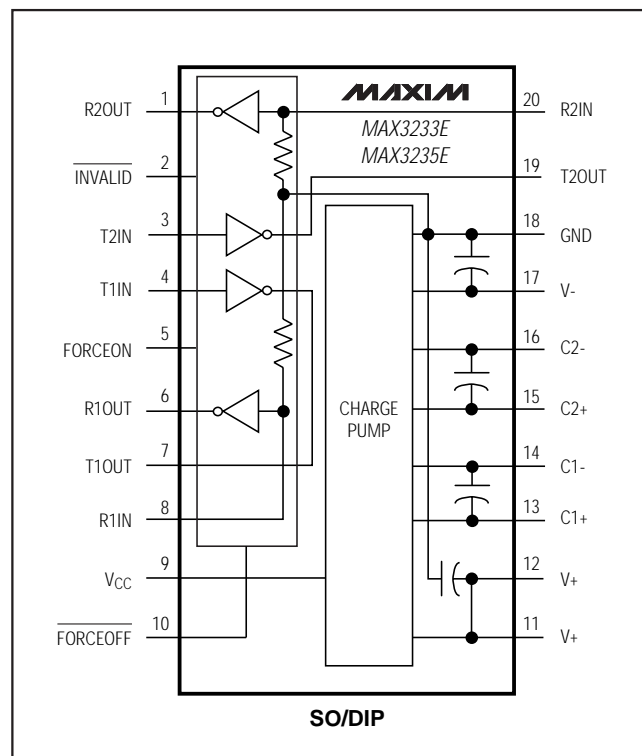 MAXIM
MAX3233E
MAX3235E
R2OUT 1
INVALID 2
T2IN 3
T1IN 4
FORCEON 5
R1OUT 6
T1OUT 7
R1IN 8
VCC 9
FORCEOFF 10
20 R2IN
19 T2OUT
18 GND
17 V-
16 C2-
15 C2+
14 C1-
13 C1+
12 V+
11 V+
CHARGE
PUMP
SO/DIP